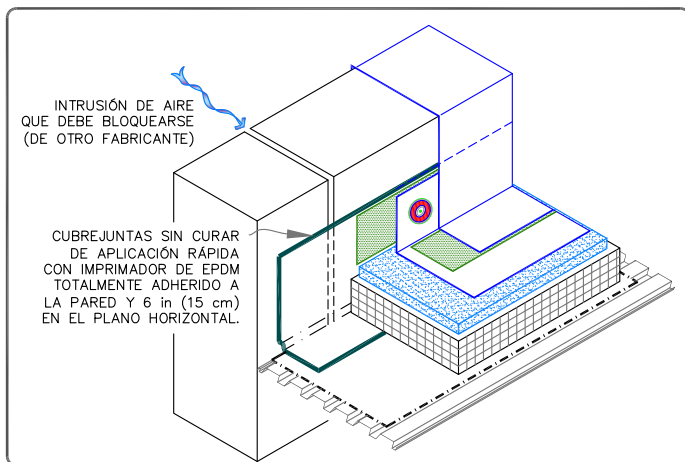 INTRUSIÓN DE AIRE
QUE DEBE BLOQUEARSE
(DE OTRO FABRICANTE)
CUBREJUNTAS SIN CURAR
DE APLICACIÓN RÁPIDA
CON IMPRIMADOR DE EPDM
TOTALMENTE ADHERIDO A
LA PARED Y 6 in (15 cm)
EN EL PLANO HORIZONTAL.